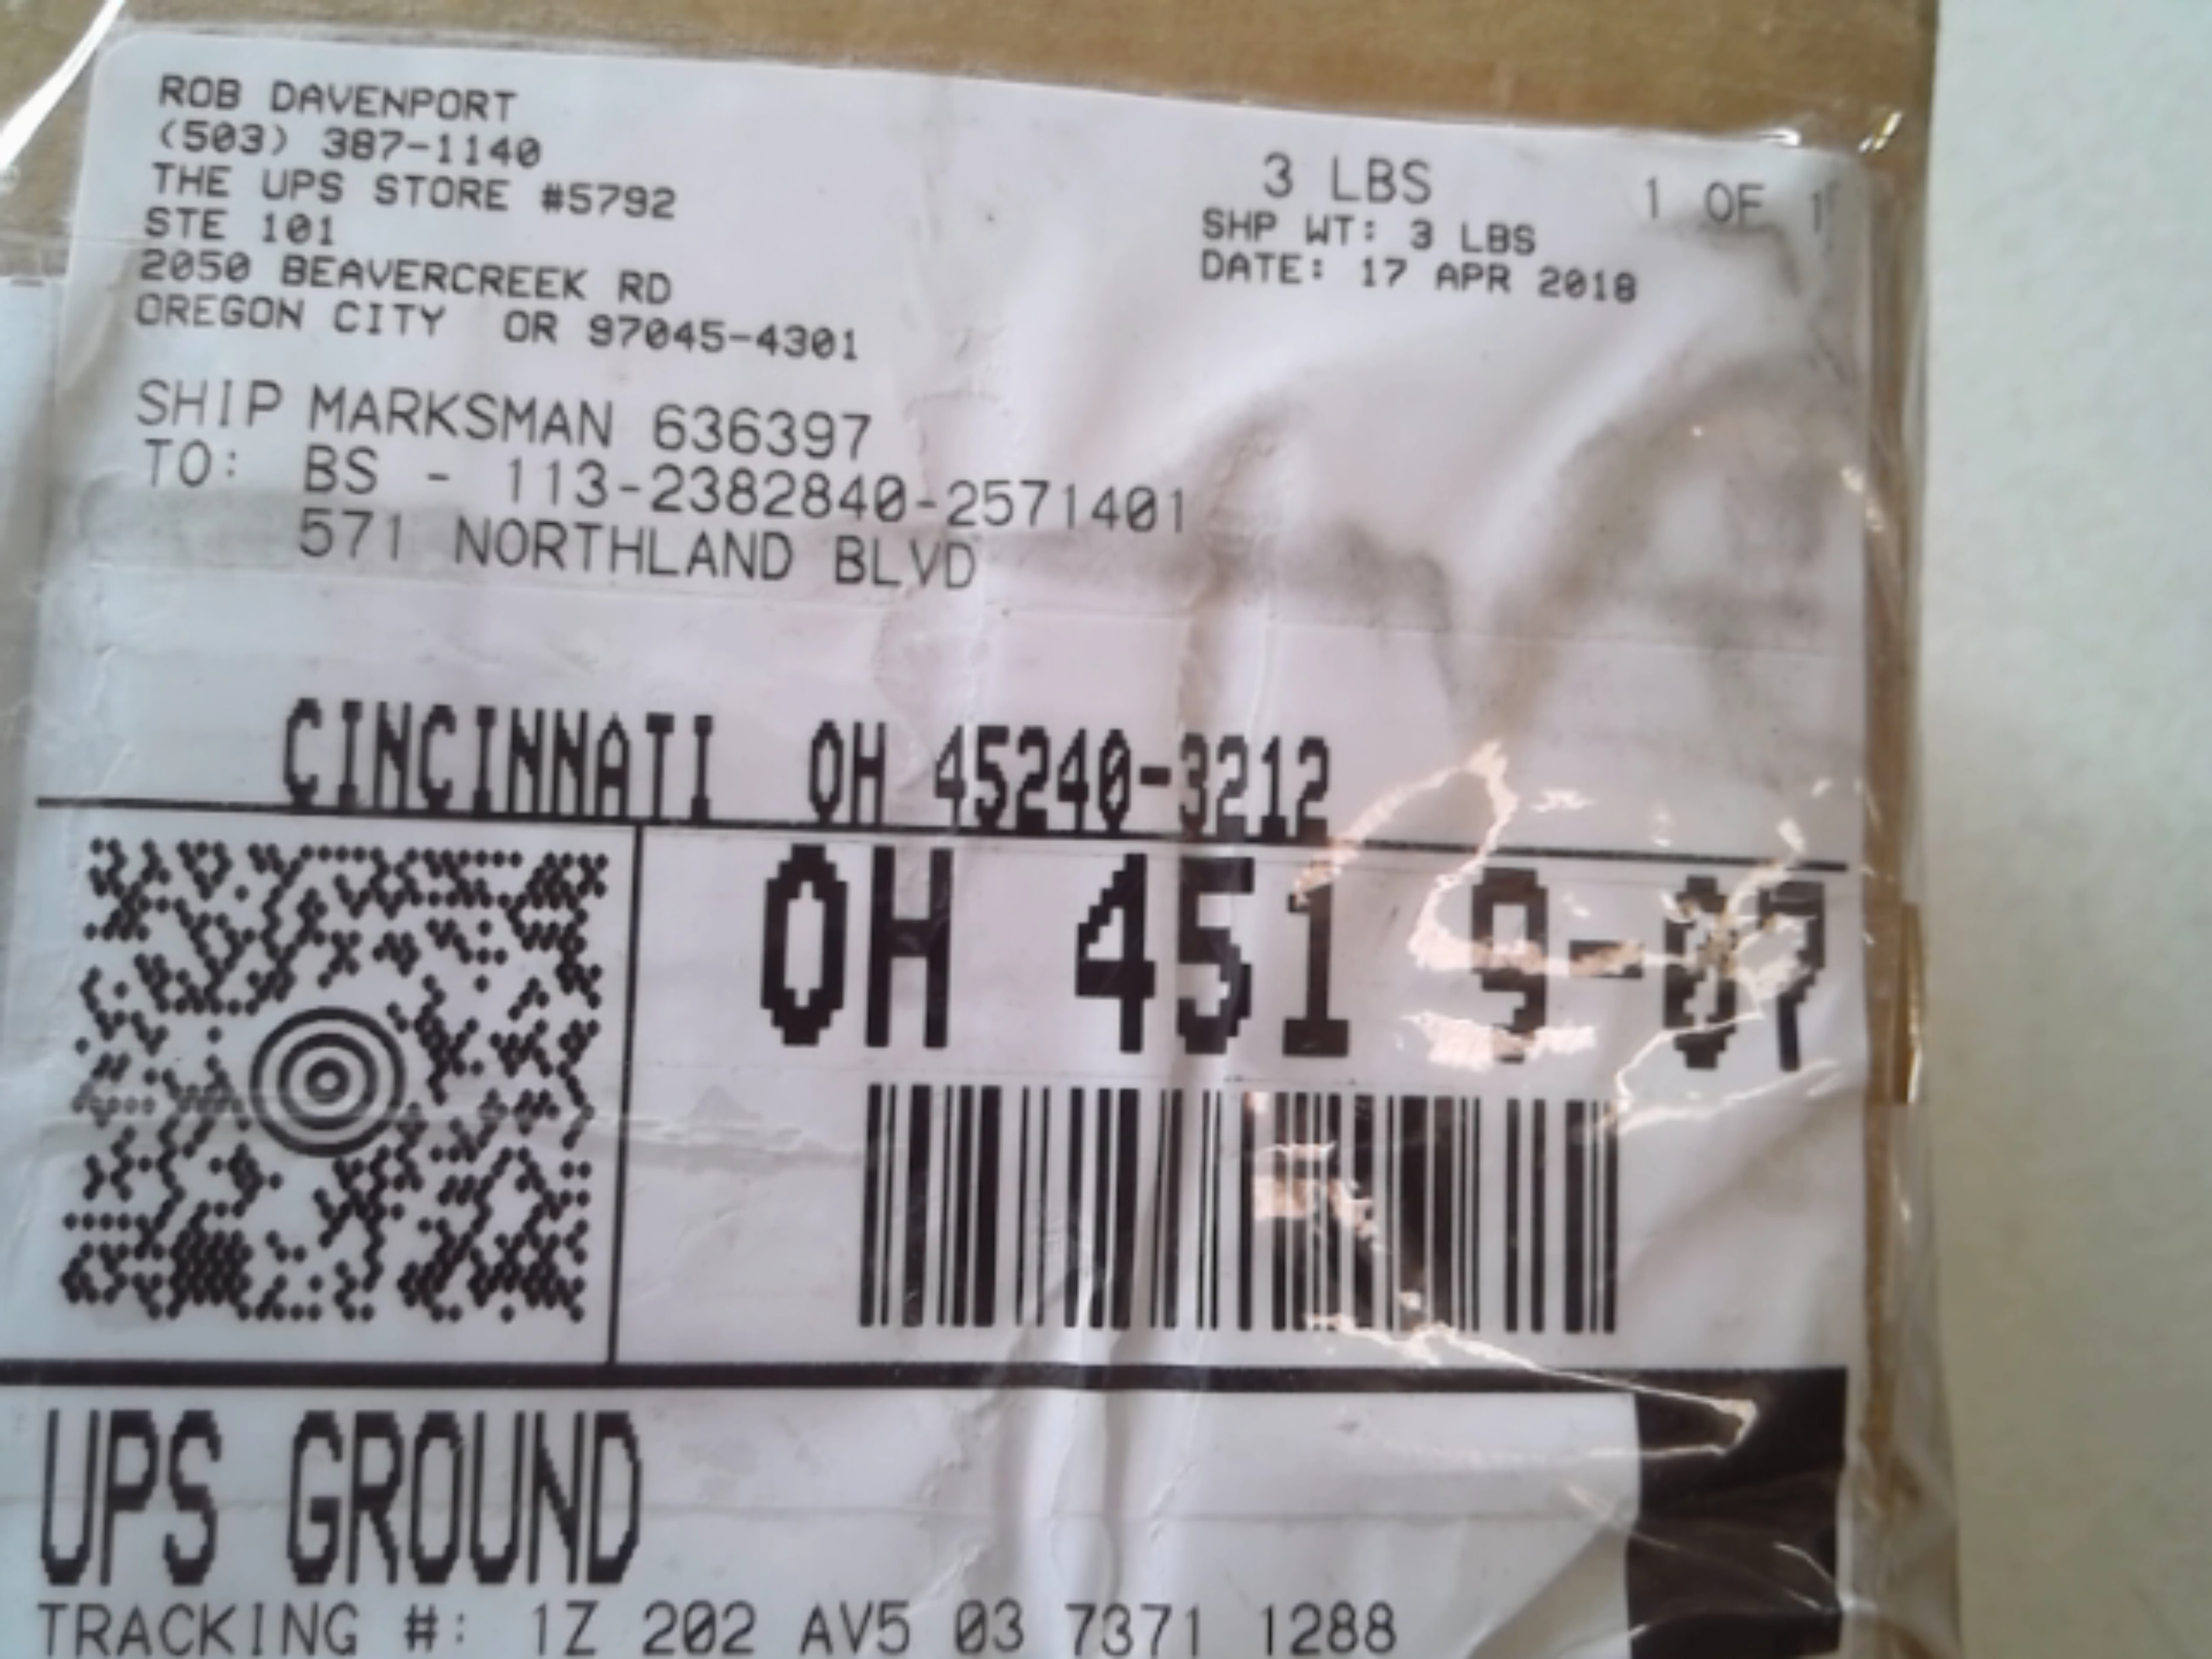 ROB DAVENPORT
(503) 387-1140
THE UPS STORE #5792
STE 101
2050 BEAVERCREEK RD
OREGON CITY OR 97045-4301
3 LBS 1 OF 1
SHP WT: 3 LBS
DATE: 17 APR 2018
SHIP MARKSMAN 636397
TO: BS - 113-2382840-2571401
571 NORTHLAND BLVD
CINCINNATI OH 45240-3212
OH 451 9-07
UPS GROUND
TRACKING #: 1Z 202 AV5 03 7371 1288